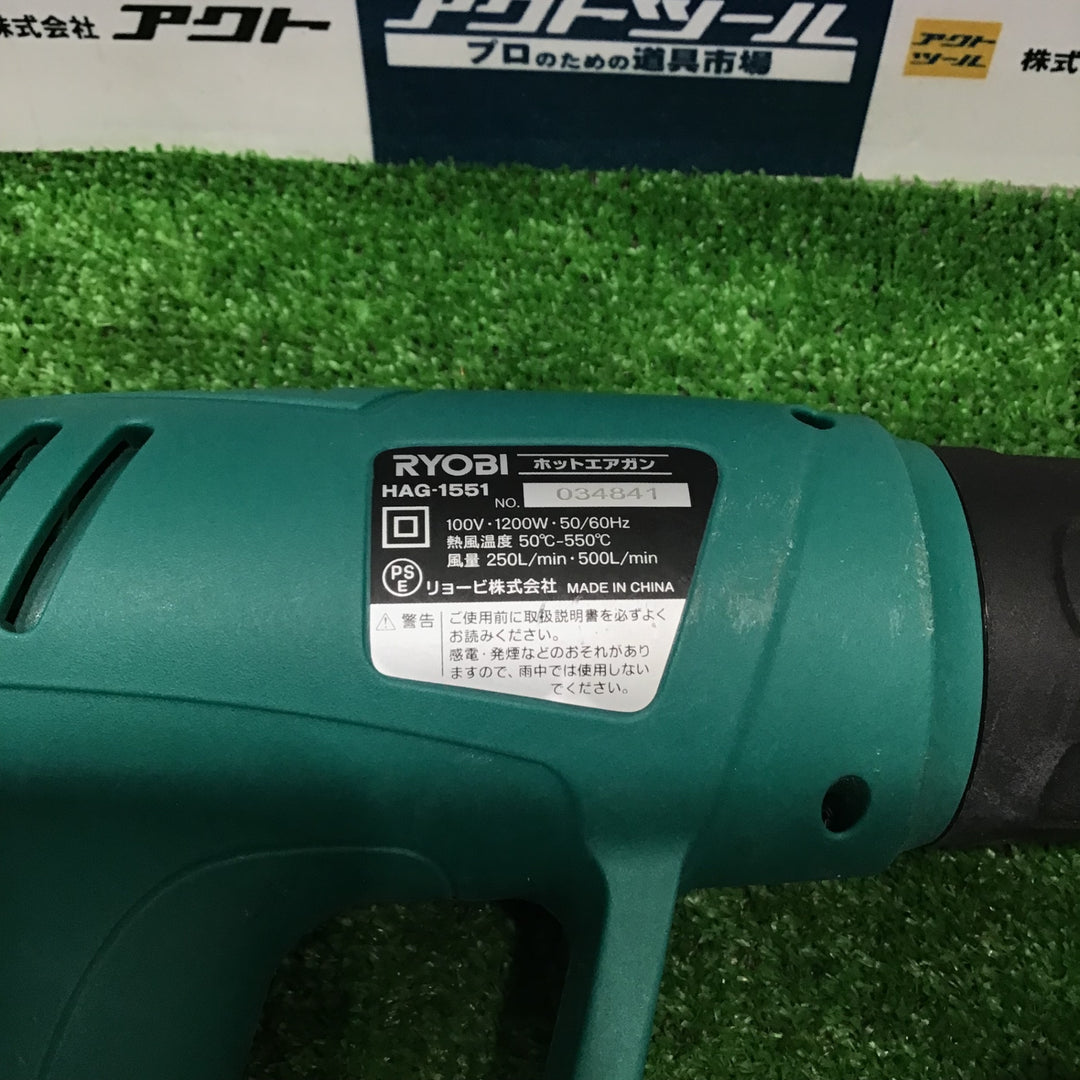 株式会社 アクト
アクトツール
プロのための道具市場
アクト
ツール
株式
RYOBI ホットエアガン
HAG-1551 NO. 034841
100V・1200W・50/60Hz
熱風温度 50℃-550℃
風量 250L/min・500L/min
PS
E
リョービ株式会社 MADE IN CHINA
⚠ 警告 ご使用前に取扱説明書を必ずよく
お読みください。
感電・発煙などのおそれがあり
ますので、雨中では使用しない
でください。